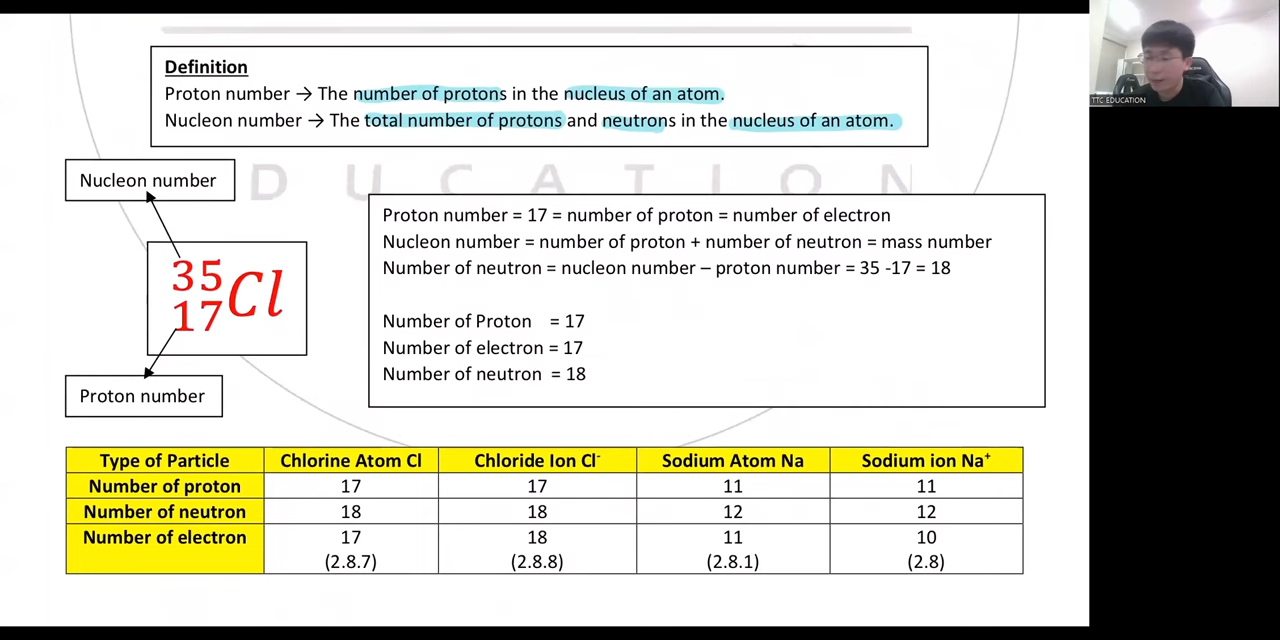 Definition
Proton number → The number of protons in the nucleus of an atom.
Nucleon number → The total number of protons and neutrons in the nucleus of an atom.
TTC EDUCATION
Nucleon number
E D U C A T I O N
35
17 Cl
Proton number
Proton number = 17 = number of proton = number of electron
Nucleon number = number of proton + number of neutron = mass number
Number of neutron = nucleon number – proton number = 35 -17 = 18
Number of Proton = 17
Number of electron = 17
Number of neutron = 18
Type of Particle Chlorine Atom Cl Chloride Ion Cl⁻ Sodium Atom Na Sodium ion Na⁺
Number of proton 17 17 11 11
Number of neutron 18 18 12 12
Number of electron 17 18 11 10
(2.8.7) (2.8.8) (2.8.1) (2.8)